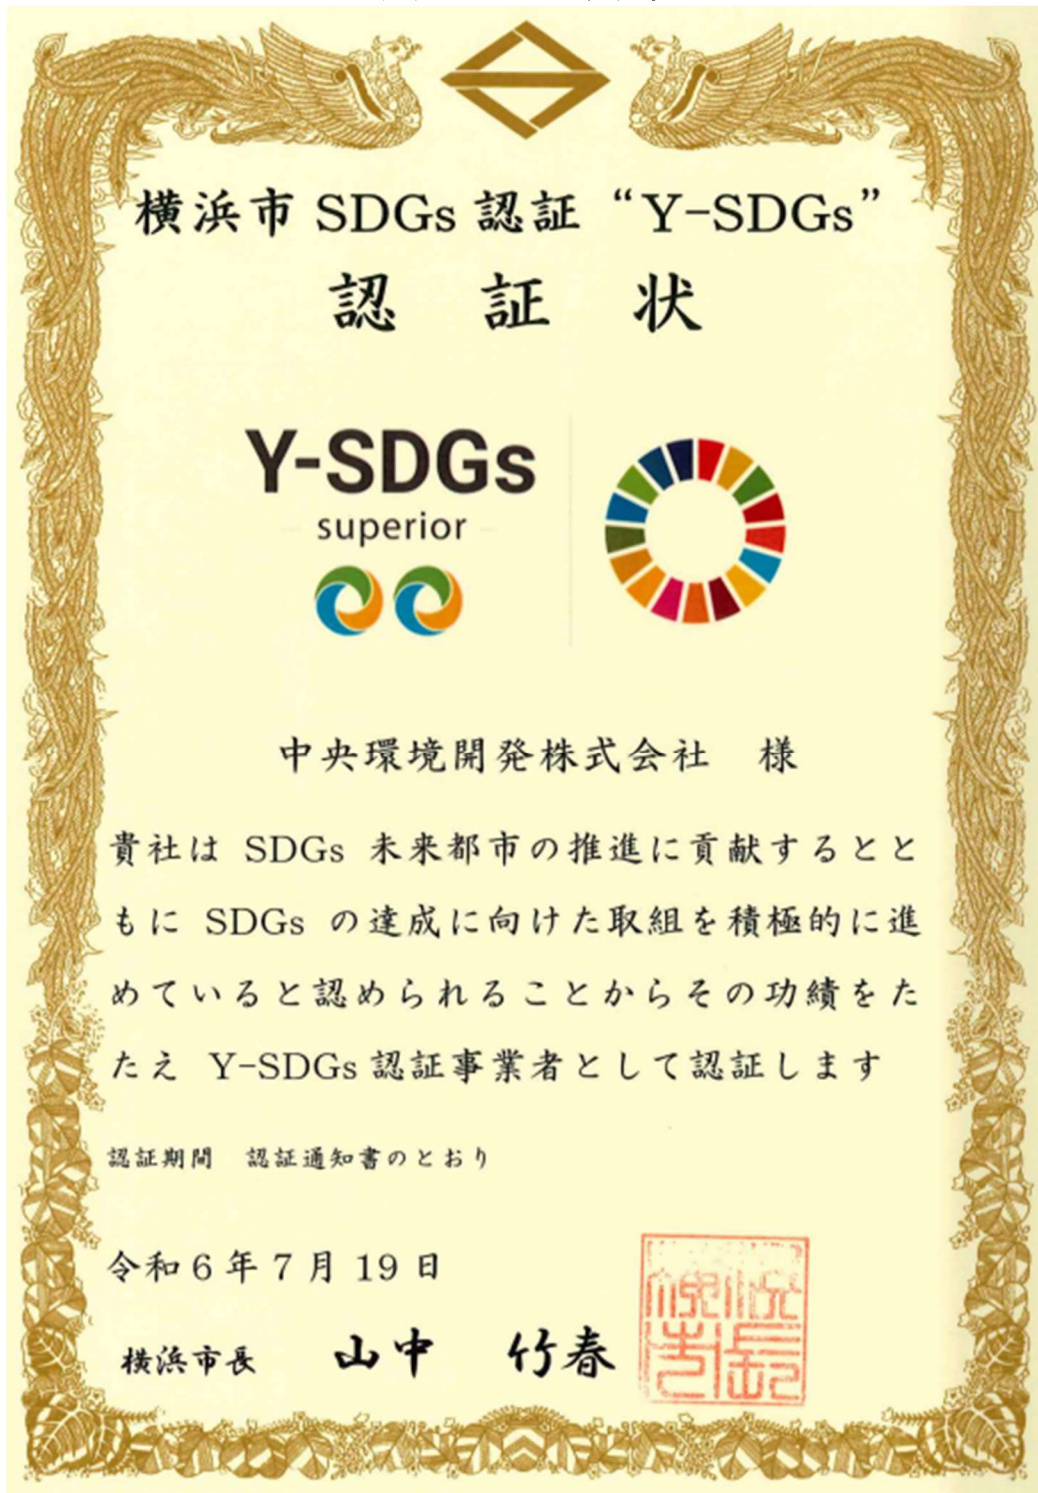 横浜市 SDGs 認証 “Y-SDGs”
認 証 状
Y-SDGs
superior
中央環境開発株式会社 様
貴社は SDGs 未来都市の推進に貢献するとと
もに SDGs の達成に向けた取組を積極的に進
めていると認められることからその功績をた
たえ Y-SDGs 認証事業者として認証します
認証期間 認証通知書のとおり
令和6年7月19日
横浜市長 山中 竹春